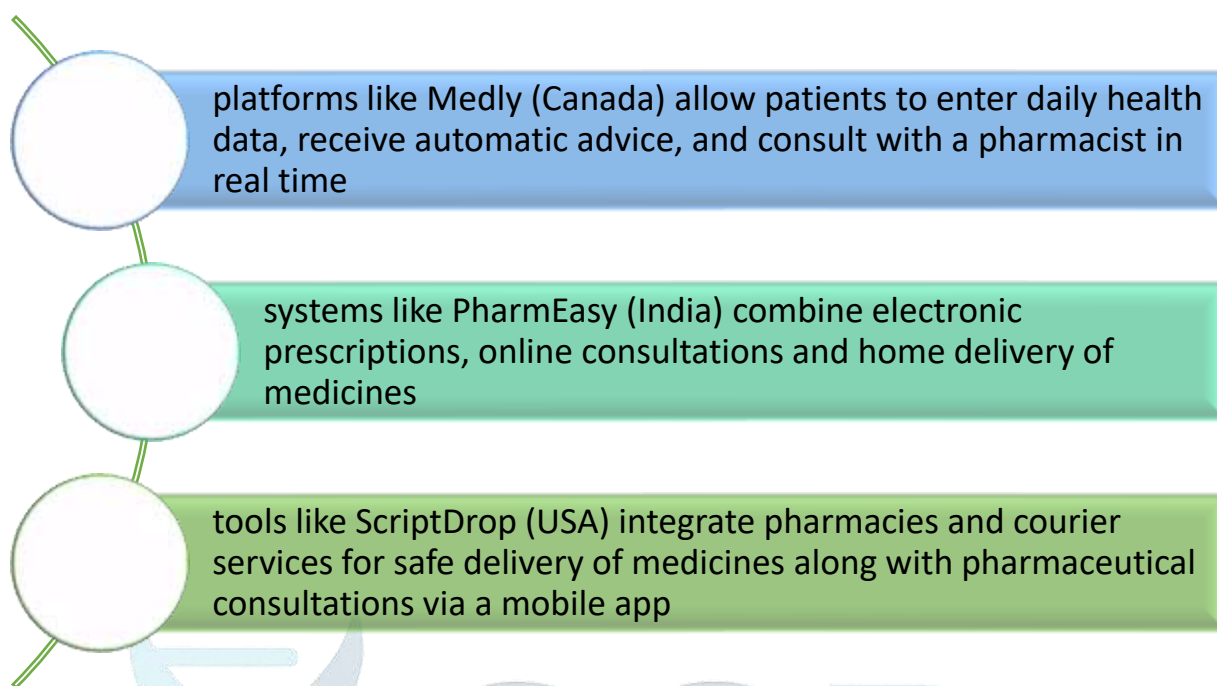 platforms like Medly (Canada) allow patients to enter daily health
data, receive automatic advice, and consult with a pharmacist in
real time
systems like PharmEasy (India) combine electronic
prescriptions, online consultations and home delivery of
medicines
tools like ScriptDrop (USA) integrate pharmacies and courier
services for safe delivery of medicines along with pharmaceutical
consultations via a mobile app